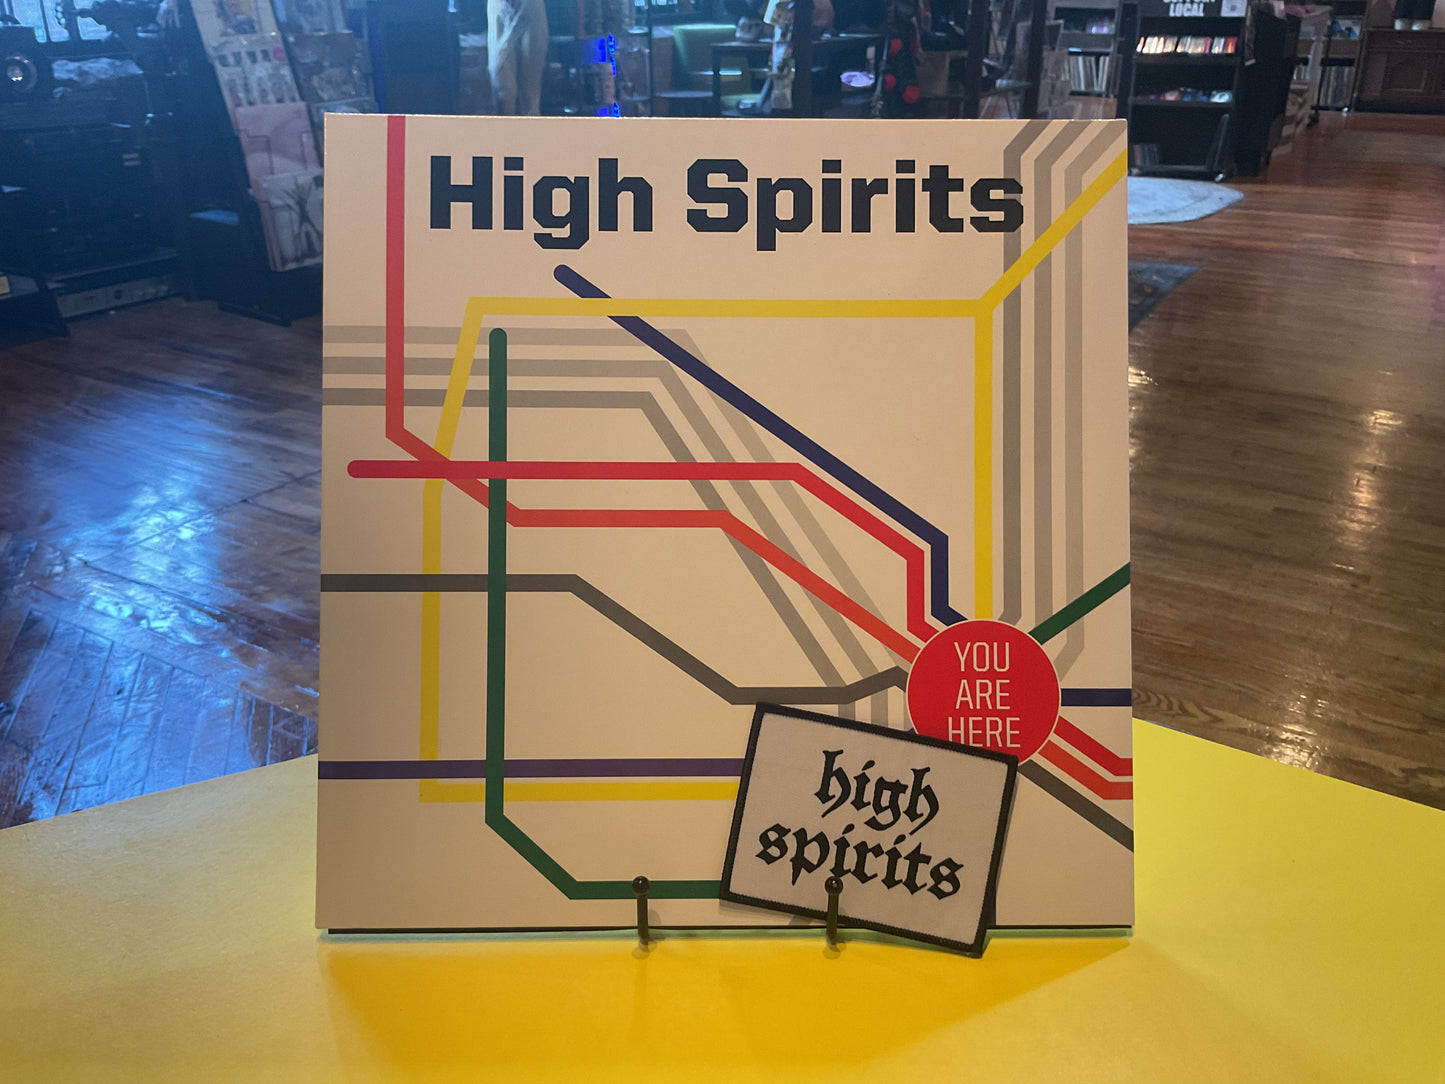 LOCAL
High Spirits
YOU
ARE
HERE
high
spirits